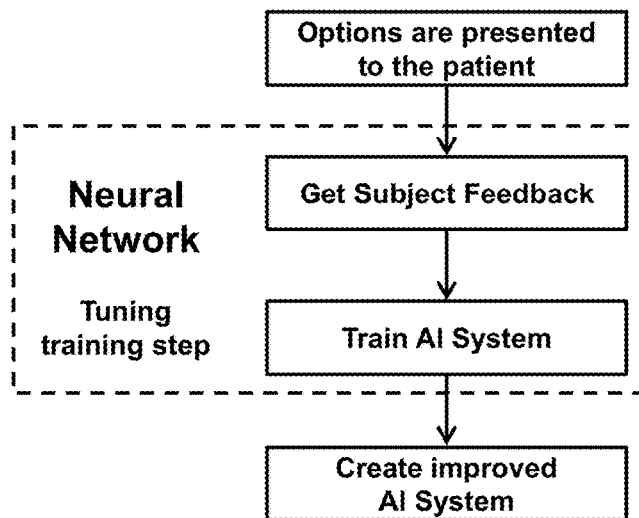 Options are presented
to the patient
Neural
Network
Tuning
training step
Get Subject Feedback
Train AI System
Create improved
AI System